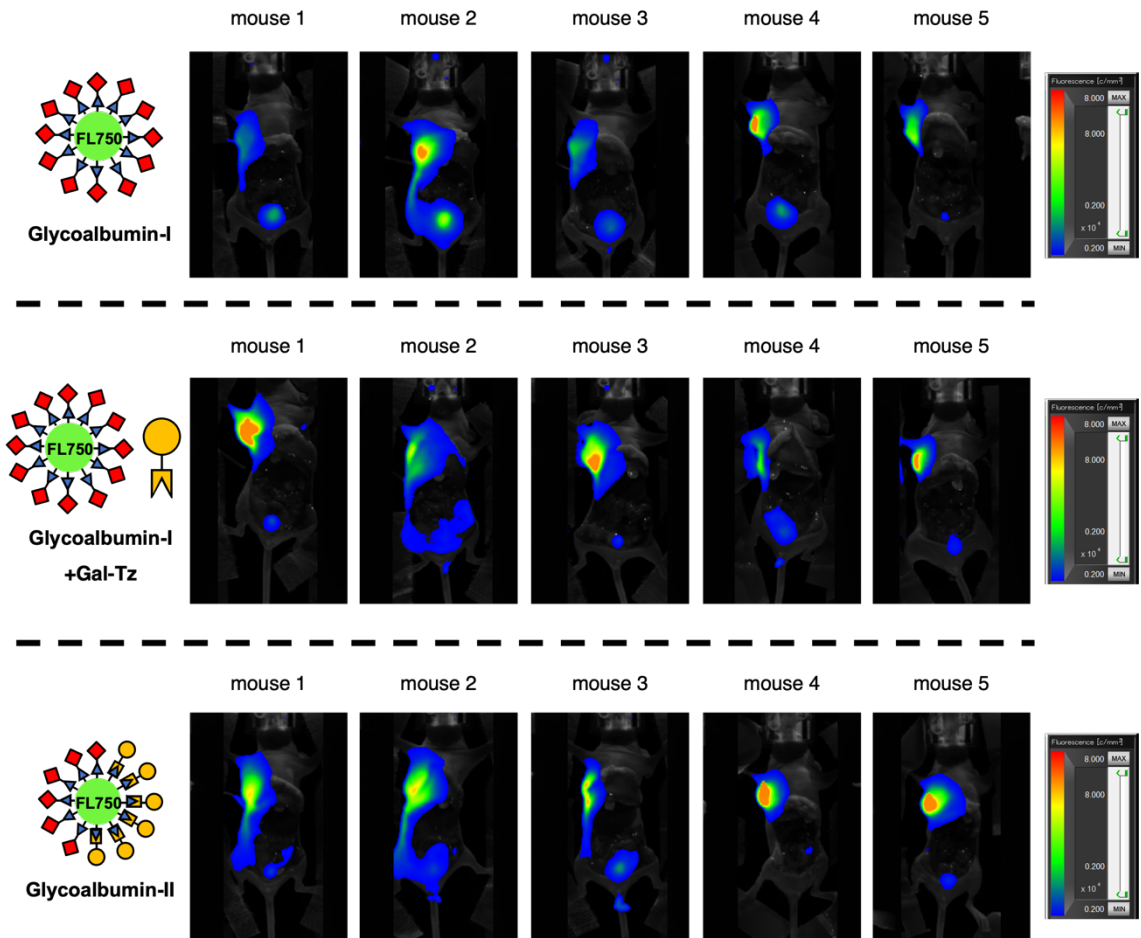 mouse 1 mouse 2 mouse 3 mouse 4 mouse 5
FL750
Glycoalbumin-I
Fluorescence [c/mm²]
8.000 MAX
8.000
0.200
x 10⁴
0.200 MIN
mouse 1 mouse 2 mouse 3 mouse 4 mouse 5
FL750
Glycoalbumin-I
+Gal-Tz
Fluorescence [c/mm²]
8.000 MAX
8.000
0.200
x 10⁴
0.200 MIN
mouse 1 mouse 2 mouse 3 mouse 4 mouse 5
FL750
Glycoalbumin-II
Fluorescence [c/mm²]
8.000 MAX
8.000
0.200
x 10⁴
0.200 MIN